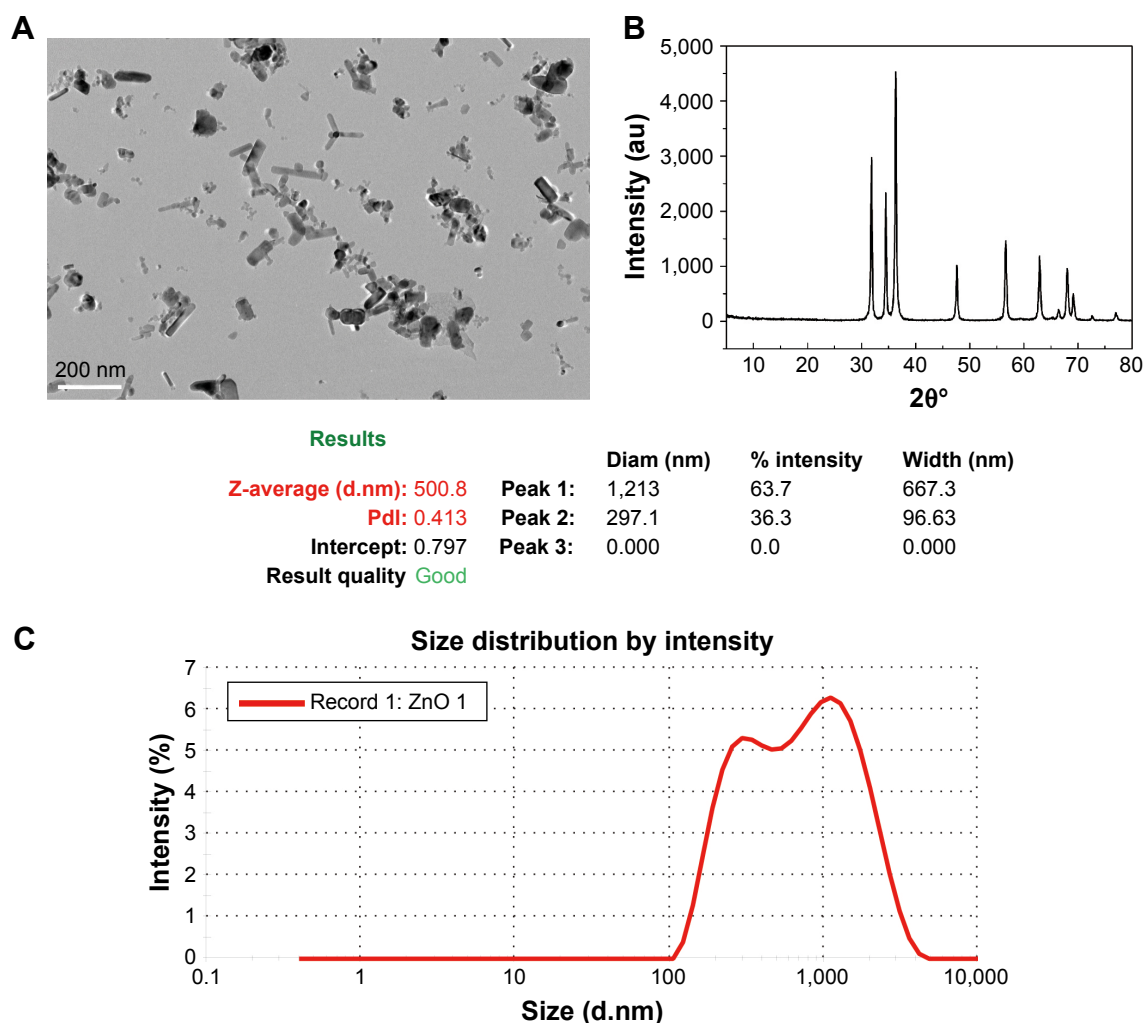 A
200 nm
B
5,000
4,000
3,000
2,000
1,000
0
Intensity (au)
10 20 30 40 50 60 70 80
2θ°
Results
Z-average (d.nm): 500.8
PdI: 0.413
Intercept: 0.797
Result quality Good
Diam (nm) % intensity Width (nm)
Peak 1: 1,213 63.7 667.3
Peak 2: 297.1 36.3 96.63
Peak 3: 0.000 0.0 0.000
C
Size distribution by intensity
7
6
5
4
3
2
1
0
Intensity (%)
Record 1: ZnO 1
0.1 1 10 100 1,000 10,000
Size (d.nm)